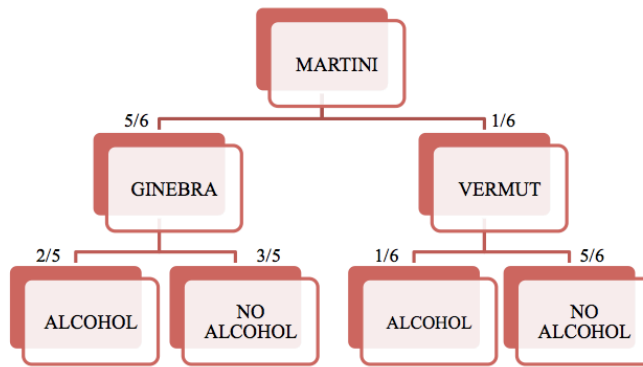 MARTINI
5/6
1/6
GINEBRA
VERMUT
2/5
3/5
1/6
5/6
ALCOHOL
NO
ALCOHOL
ALCOHOL
NO
ALCOHOL